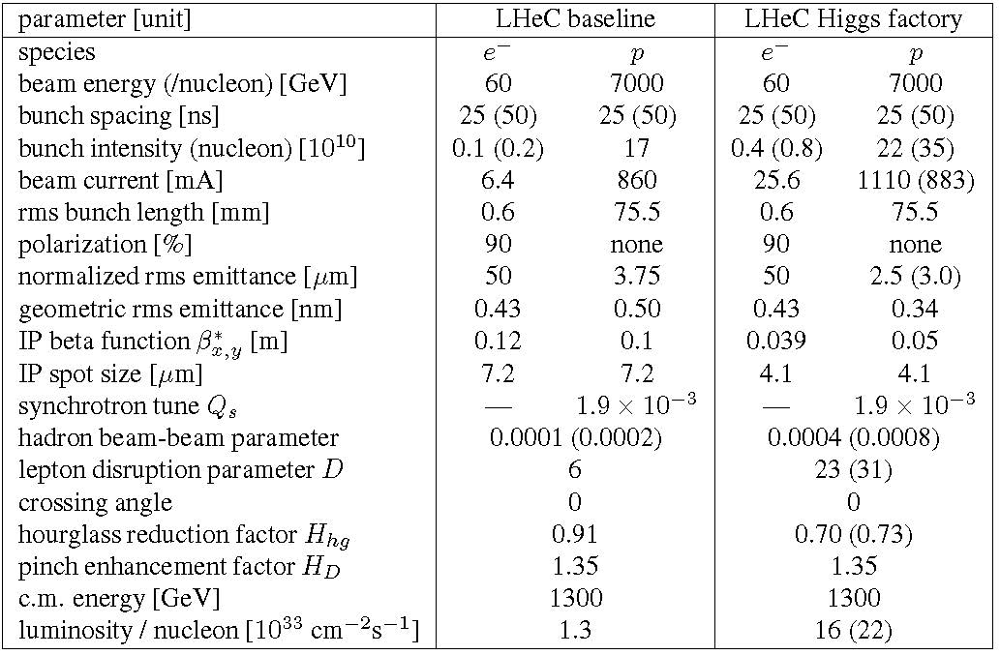 parameter [unit] LHeC baseline LHeC Higgs factory
species e⁻ p e⁻ p
beam energy (/nucleon) [GeV] 60 7000 60 7000
bunch spacing [ns] 25 (50) 25 (50) 25 (50) 25 (50)
bunch intensity (nucleon) [10¹⁰] 0.1 (0.2) 17 0.4 (0.8) 22 (35)
beam current [mA] 6.4 860 25.6 1110 (883)
rms bunch length [mm] 0.6 75.5 0.6 75.5
polarization [%] 90 none 90 none
normalized rms emittance [μm] 50 3.75 50 2.5 (3.0)
geometric rms emittance [nm] 0.43 0.50 0.43 0.34
IP beta function β*x,y [m] 0.12 0.1 0.039 0.05
IP spot size [μm] 7.2 7.2 4.1 4.1
synchrotron tune Qs — 1.9 × 10⁻³ — 1.9 × 10⁻³
hadron beam-beam parameter 0.0001 (0.0002) 0.0004 (0.0008)
lepton disruption parameter D 6 23 (31)
crossing angle 0 0
hourglass reduction factor Hhg 0.91 0.70 (0.73)
pinch enhancement factor HD 1.35 1.35
c.m. energy [GeV] 1300 1300
luminosity / nucleon [10³³ cm⁻²s⁻¹] 1.3 16 (22)